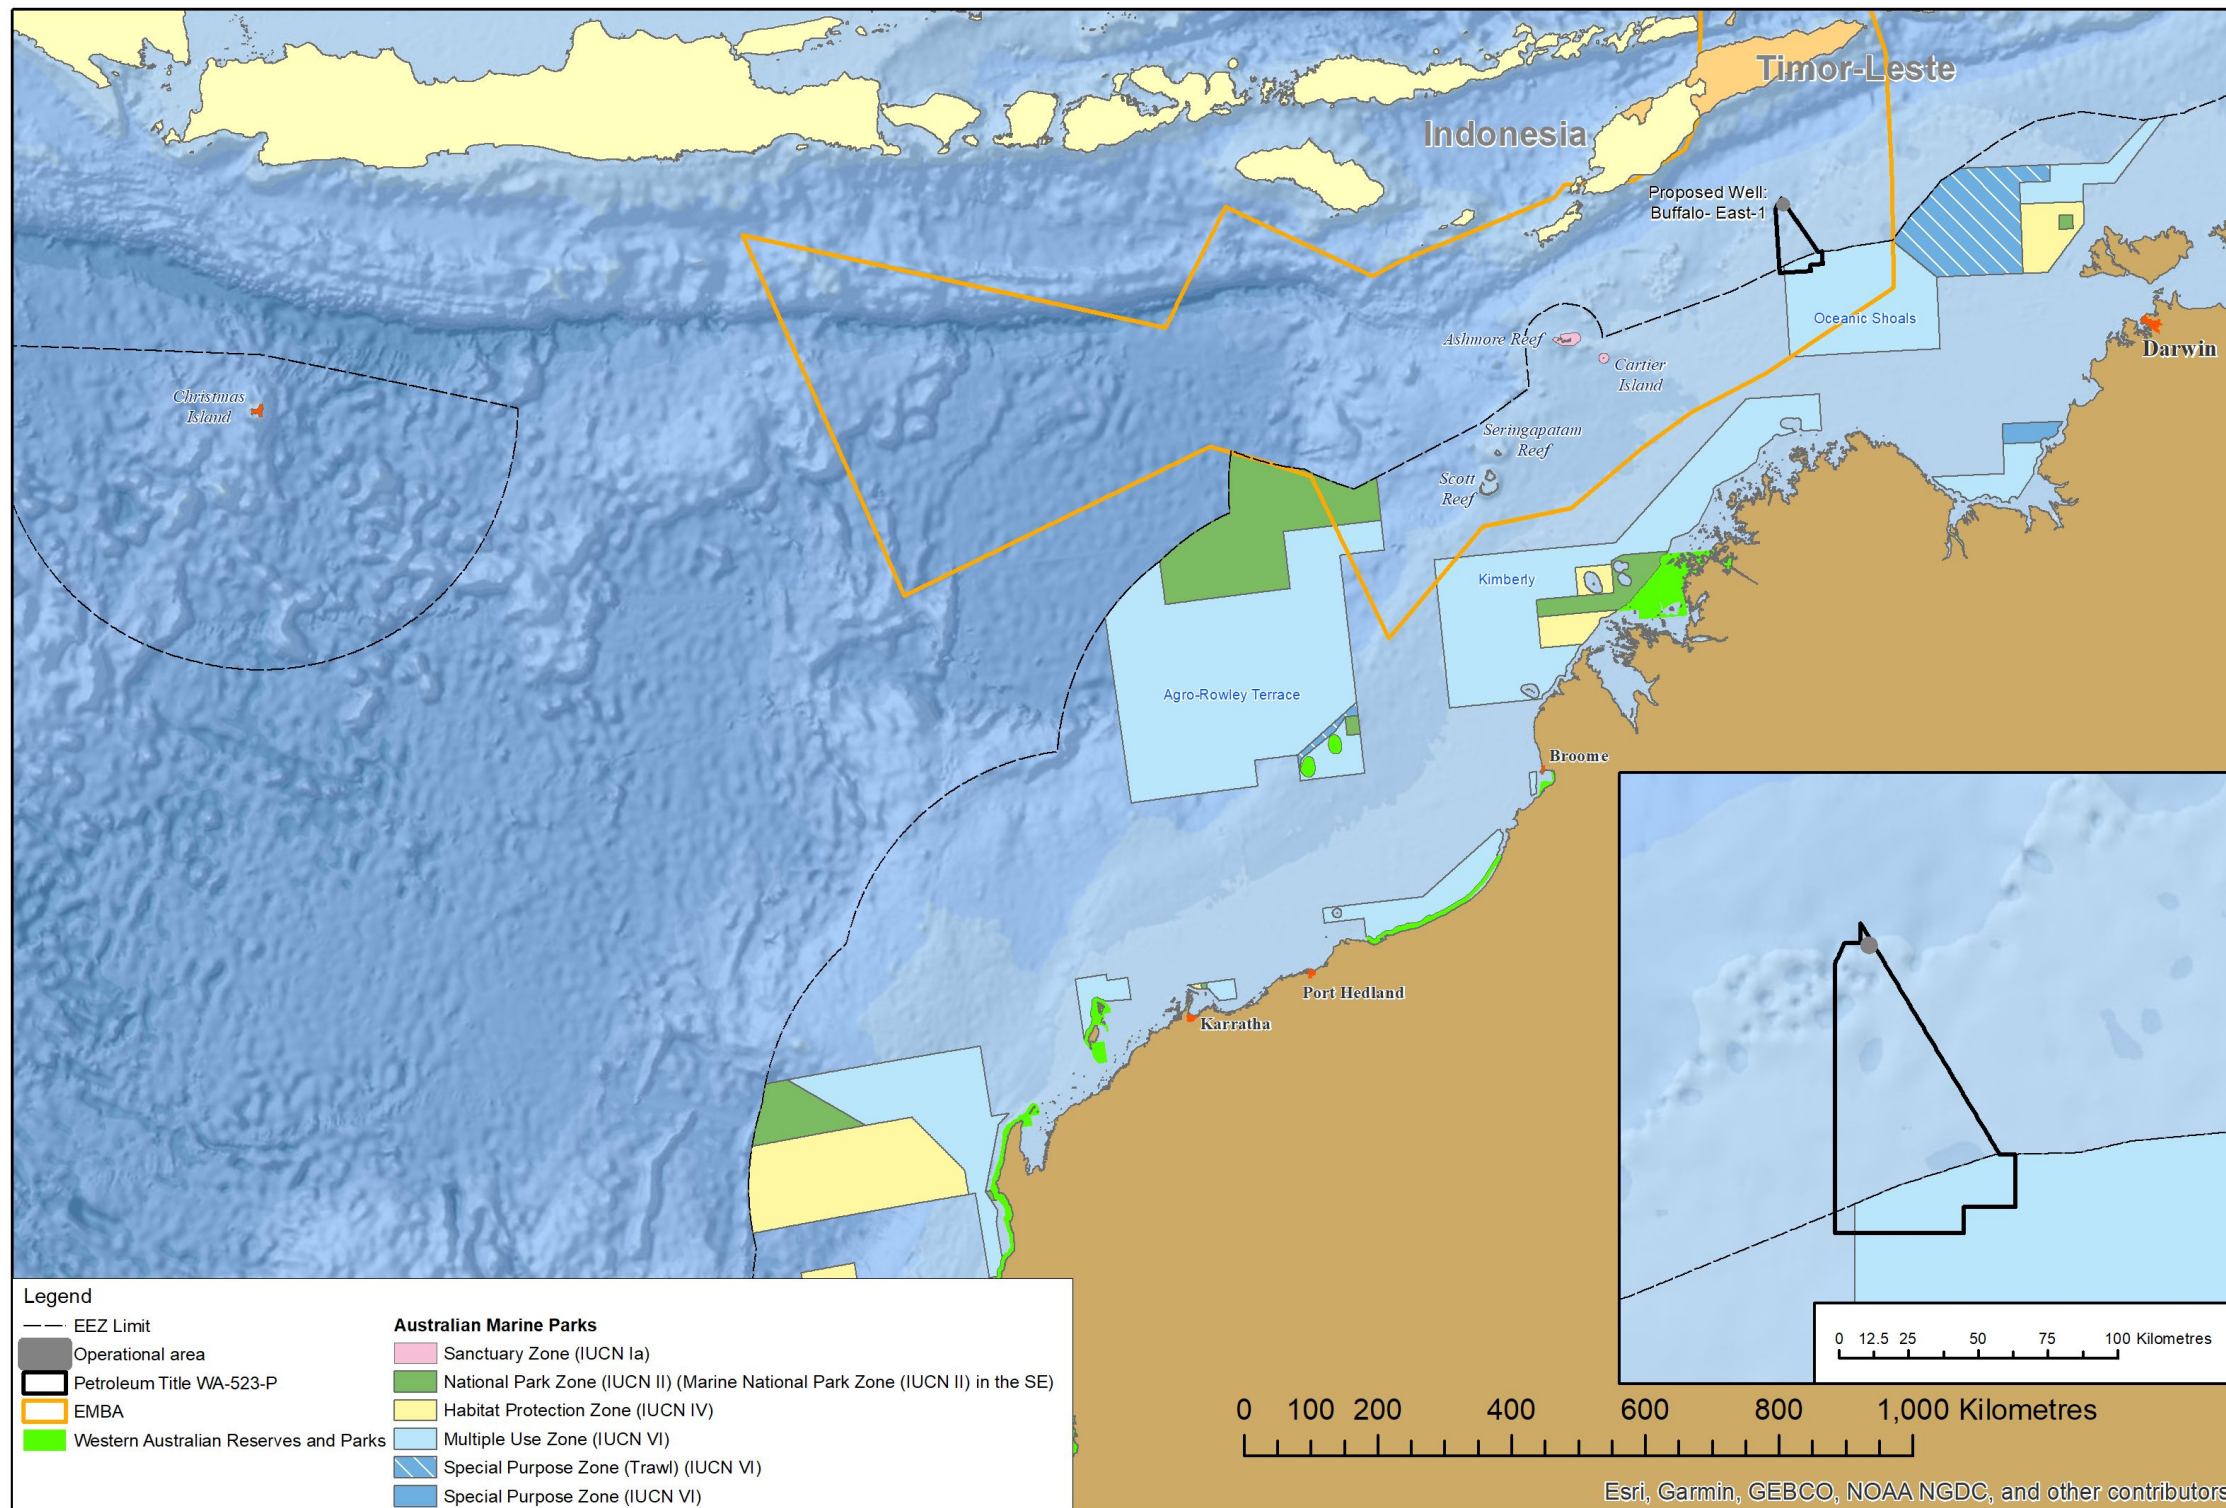 Timor-Leste
Indonesia
Proposed Well:
Buffalo- East-1
Oceanic Shoals
Ashmore Reef
Cartier
Island
Darwin
Christmas
Island
Seringapatam
Reef
Scott
Reef
Kimberly
Agro-Rowley Terrace
Broome
Port Hedland
Karratha
0 12.5 25 50 75 100 Kilometres
Legend
EEZ Limit
Operational area
Petroleum Title WA-523-P
EMBA
Western Australian Reserves and Parks
Australian Marine Parks
Sanctuary Zone (IUCN Ia)
National Park Zone (IUCN II) (Marine National Park Zone (IUCN II) in the SE)
Habitat Protection Zone (IUCN IV)
Multiple Use Zone (IUCN VI)
Special Purpose Zone (Trawl) (IUCN VI)
Special Purpose Zone (IUCN VI)
0 100 200 400 600 800 1,000 Kilometres
Esri, Garmin, GEBCO, NOAA NGDC, and other contributors